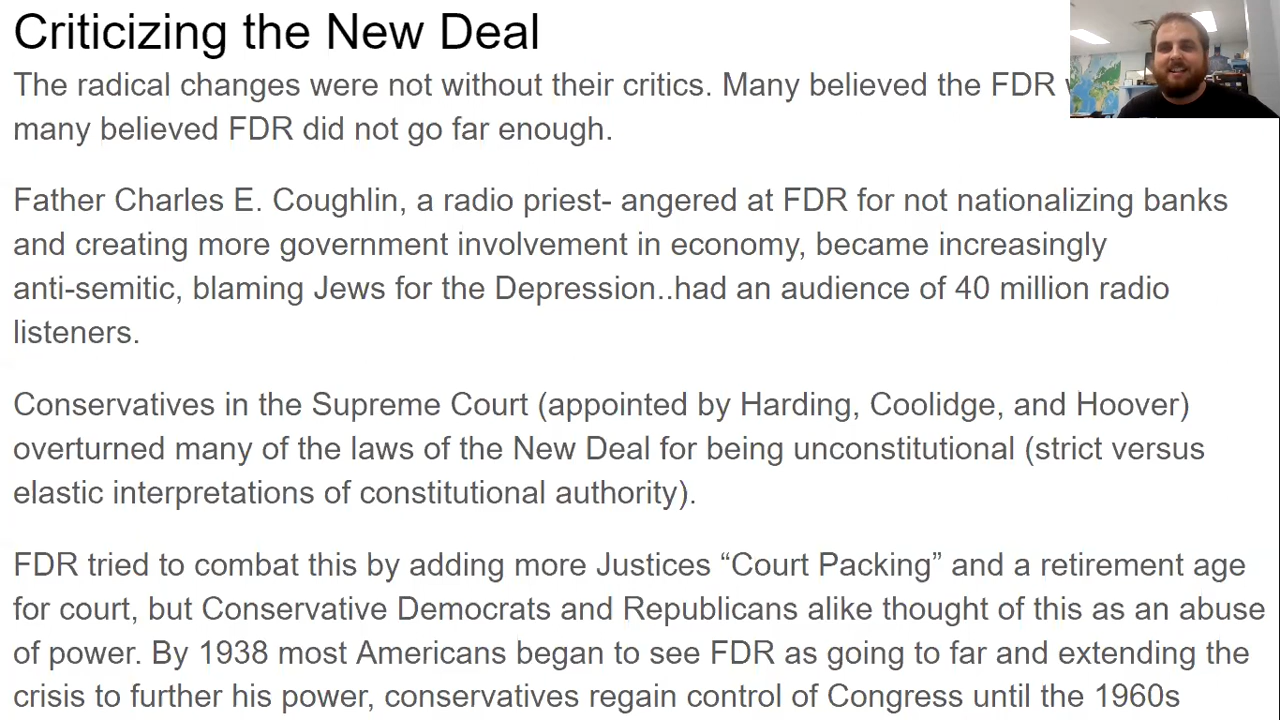 Criticizing the New Deal
The radical changes were not without their critics. Many believed the FDR
many believed FDR did not go far enough.
Father Charles E. Coughlin, a radio priest- angered at FDR for not nationalizing banks
and creating more government involvement in economy, became increasingly
anti-semitic, blaming Jews for the Depression..had an audience of 40 million radio
listeners.
Conservatives in the Supreme Court (appointed by Harding, Coolidge, and Hoover)
overturned many of the laws of the New Deal for being unconstitutional (strict versus
elastic interpretations of constitutional authority).
FDR tried to combat this by adding more Justices “Court Packing” and a retirement age
for court, but Conservative Democrats and Republicans alike thought of this as an abuse
of power. By 1938 most Americans began to see FDR as going to far and extending the
crisis to further his power, conservatives regain control of Congress until the 1960s